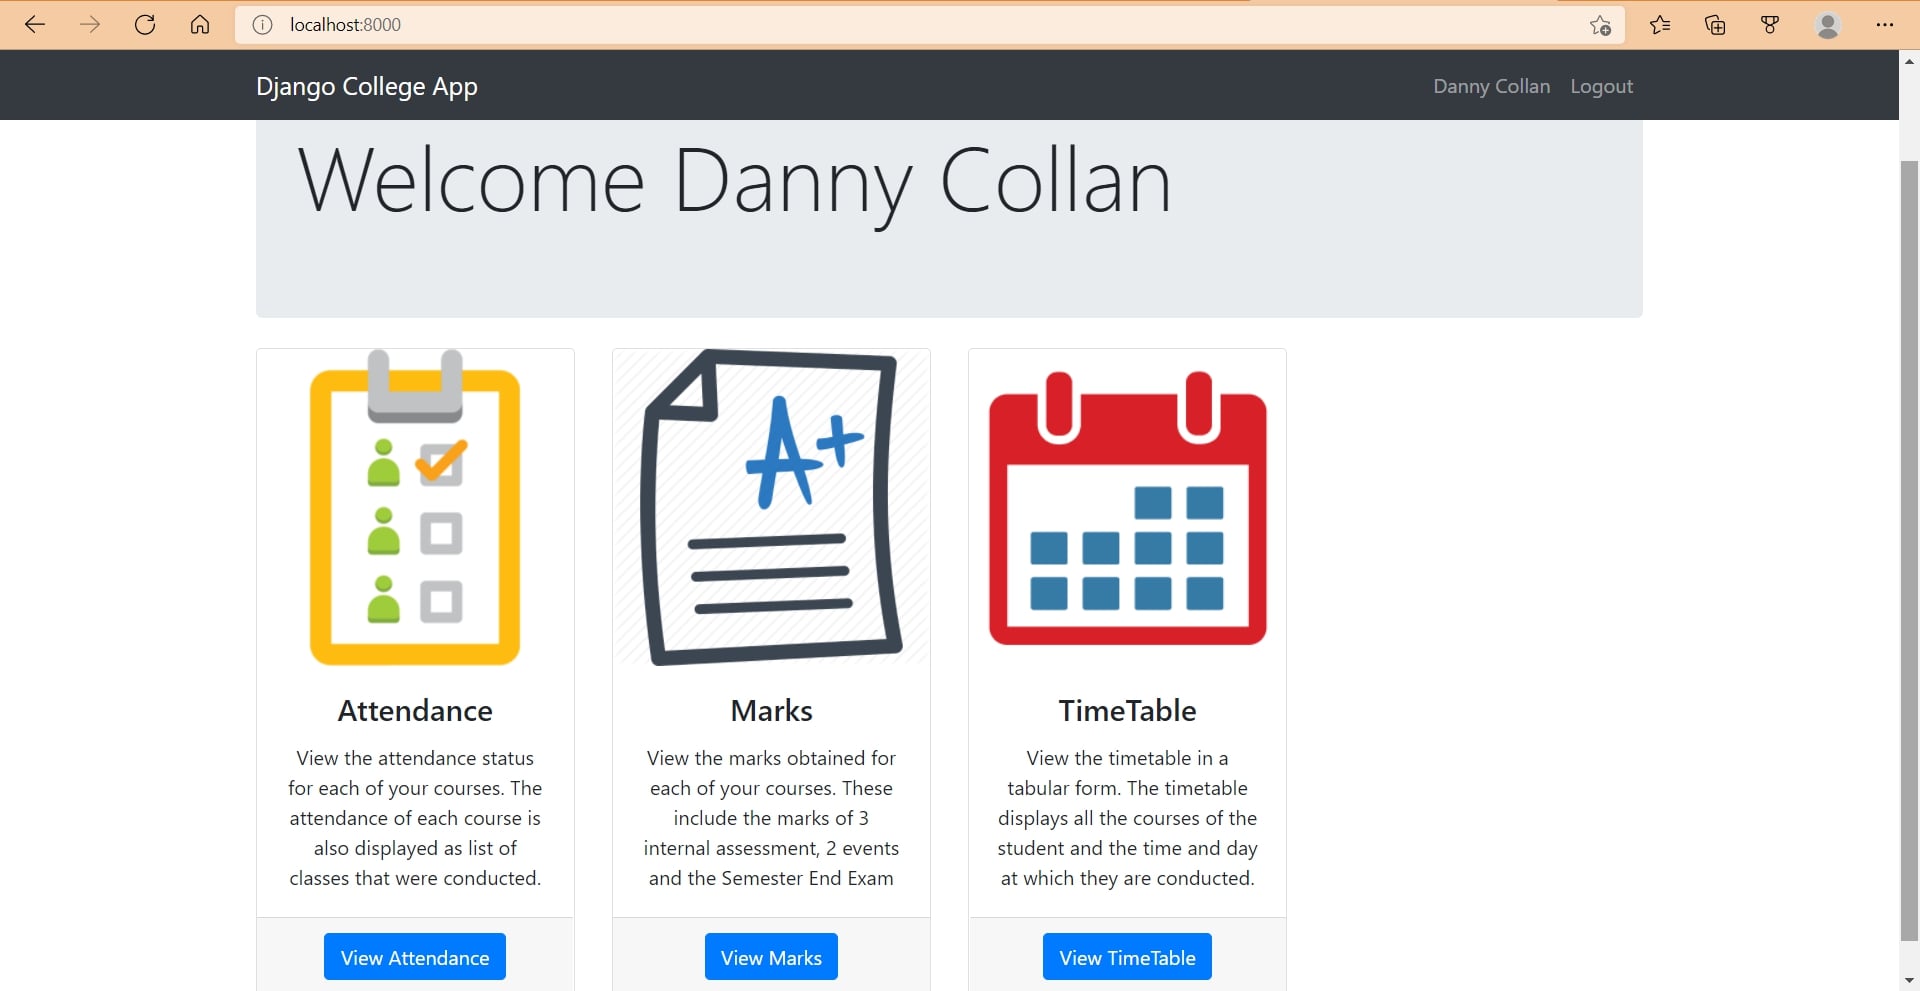 localhost:8000
Django College App
Danny Collan Logout
Welcome Danny Collan
A+
Attendance
View the attendance status
for each of your courses. The
attendance of each course is
also displayed as list of
classes that were conducted.
View Attendance
Marks
View the marks obtained for
each of your courses. These
include the marks of 3
internal assessment, 2 events
and the Semester End Exam
View Marks
TimeTable
View the timetable in a
tabular form. The timetable
displays all the courses of the
student and the time and day
at which they are conducted.
View TimeTable